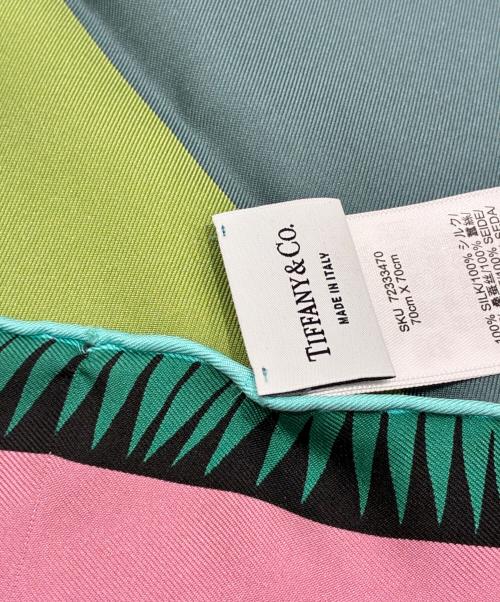 TIFFANY & CO.
MADE IN ITALY
SKU 72333470
70cm X 70cm
100% SILK/100% シルク/
桑蚕丝/100% SEIDE/
100% SEDA/